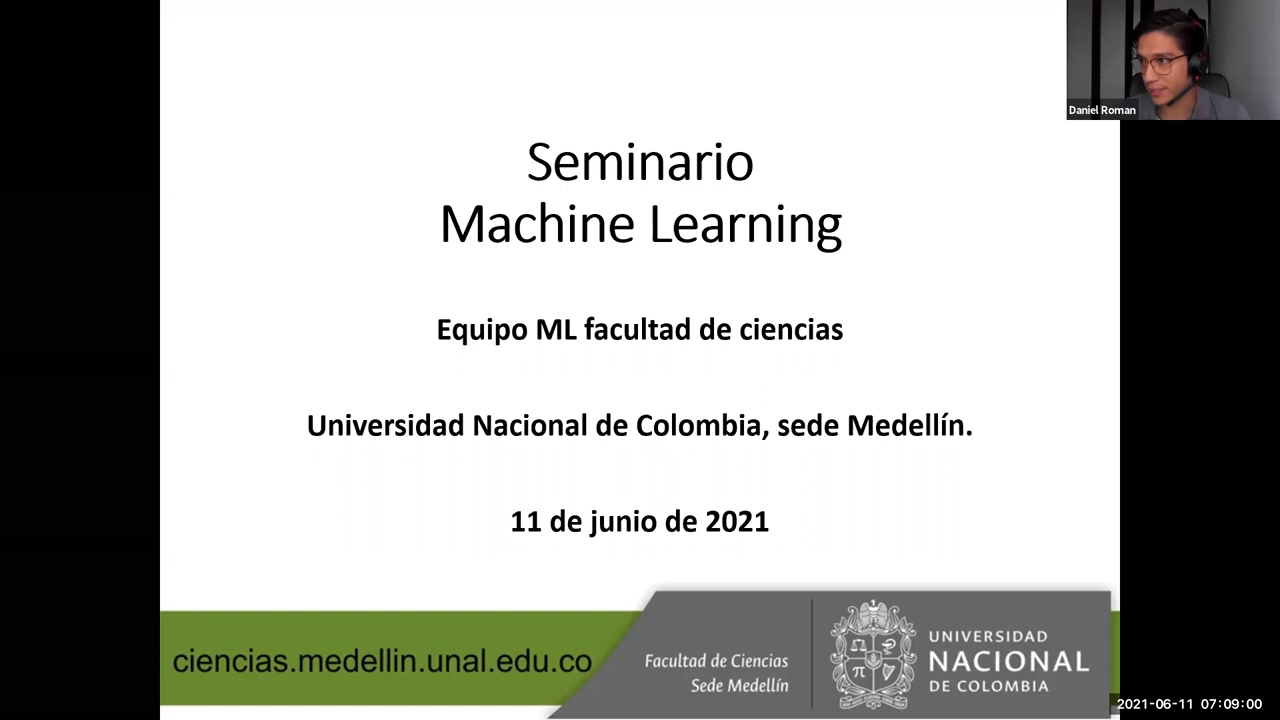 Daniel Roman
Seminario
Machine Learning
Equipo ML facultad de ciencias
Universidad Nacional de Colombia, sede Medellín.
11 de junio de 2021
ciencias.medellin.unal.edu.co
Facultad de Ciencias
Sede Medellín
UNIVERSIDAD
NACIONAL
DE COLOMBIA
2021-06-11 07:09:00